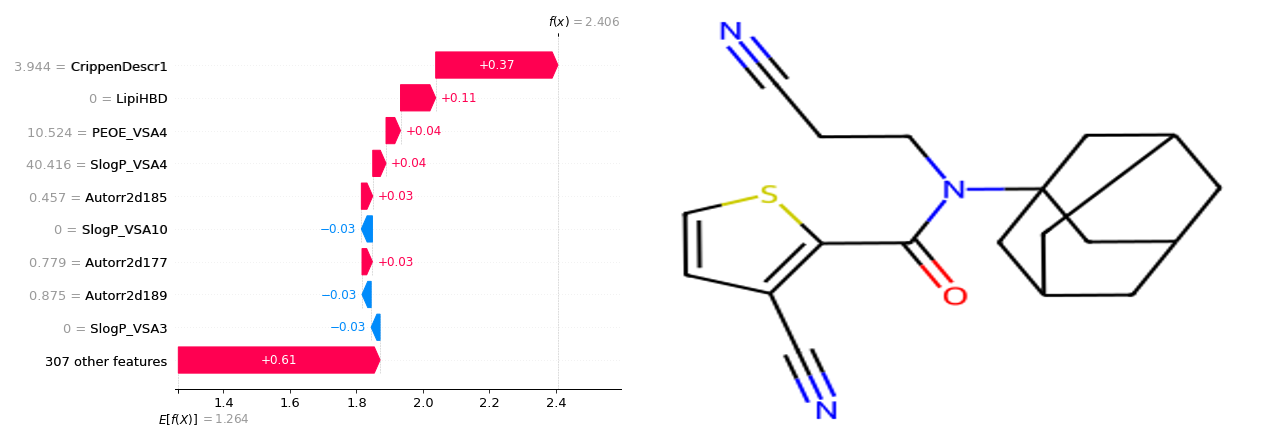 f(x) = 2.406
3.944 = CrippenDescr1
+0.37
0 = LipiHBD
+0.11
10.524 = PEOE_VSA4
+0.04
40.416 = SlogP_VSA4
+0.04
0.457 = Autorr2d185
+0.03
0 = SlogP_VSA10
−0.03
0.779 = Autorr2d177
+0.03
0.875 = Autorr2d189
−0.03
0 = SlogP_VSA3
−0.03
307 other features
+0.61
1.4 1.6 1.8 2.0 2.2 2.4
E[f(X)] = 1.264
N
N
S
O
N